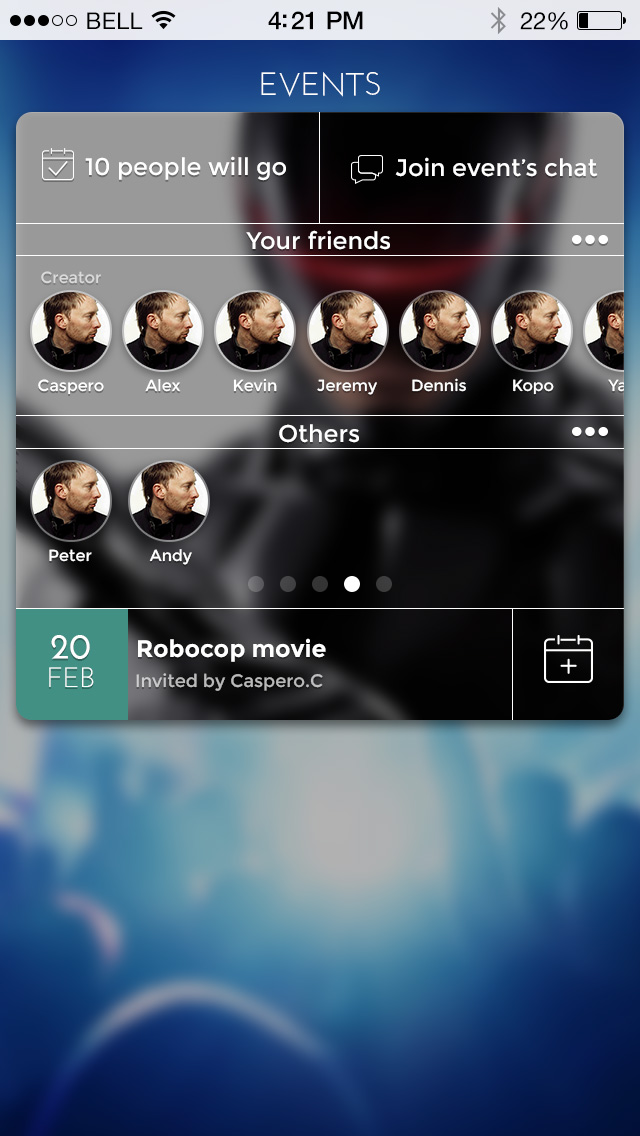 BELL 4:21 PM 22%
EVENTS
10 people will go
Join event's chat
Your friends
Creator
Caspero Alex Kevin Jeremy Dennis Kopo Ya
Others
Peter Andy
20
FEB
Robocop movie
Invited by Caspero.C